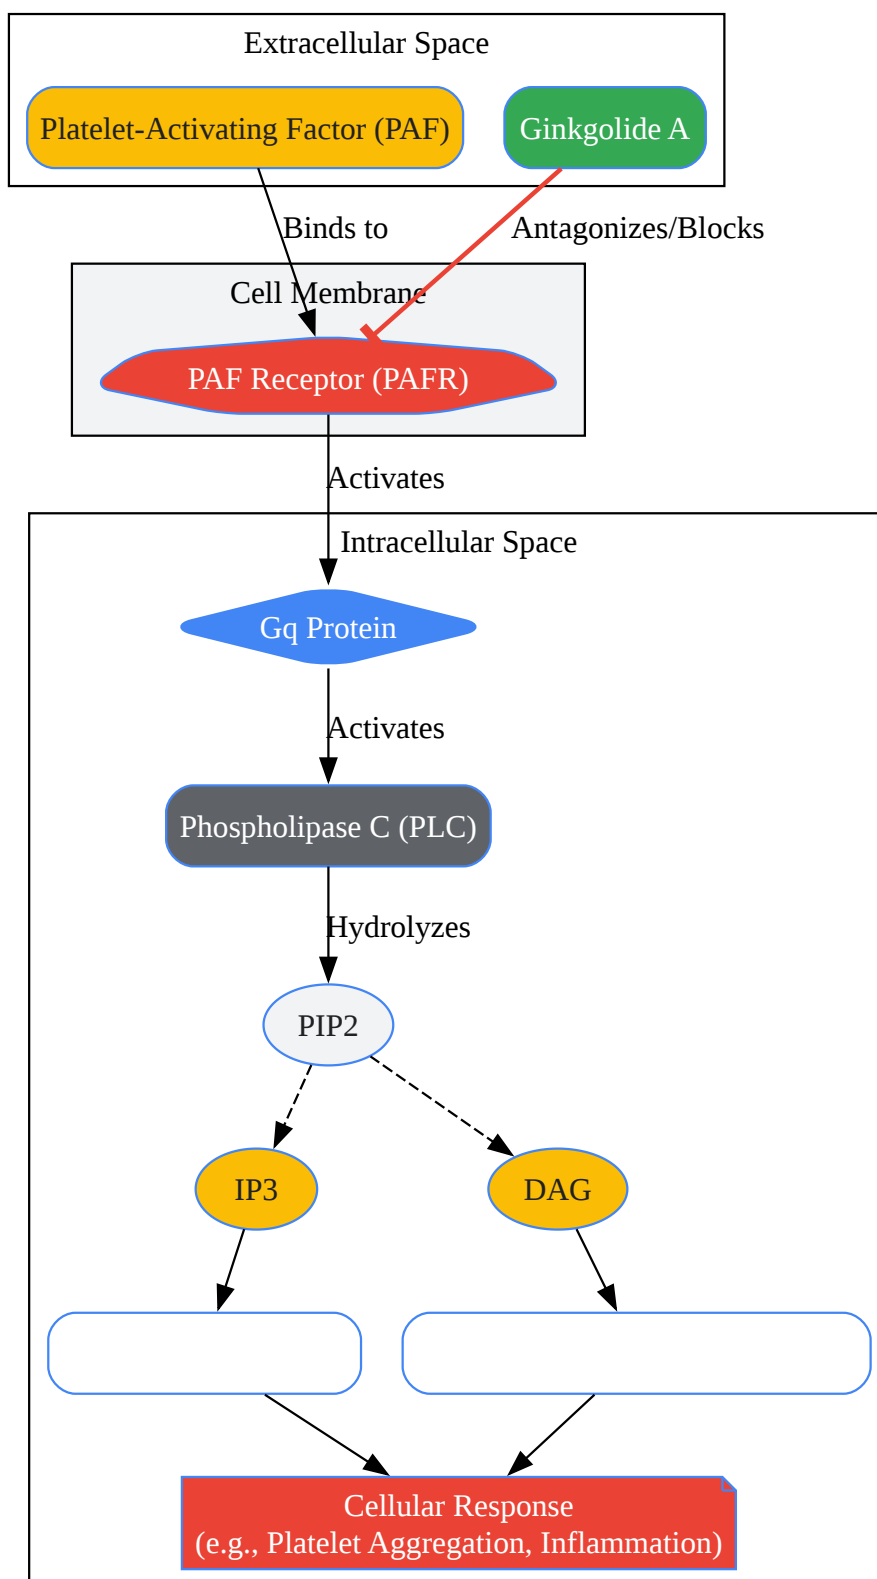 Extracellular Space
Platelet-Activating Factor (PAF)
Ginkgolide A
Binds to
Antagonizes/Blocks
Cell Membrane
PAF Receptor (PAFR)
Activates
Intracellular Space
Gq Protein
Activates
Phospholipase C (PLC)
Hydrolyzes
PIP2
IP3
DAG
Cellular Response
(e.g., Platelet Aggregation, Inflammation)